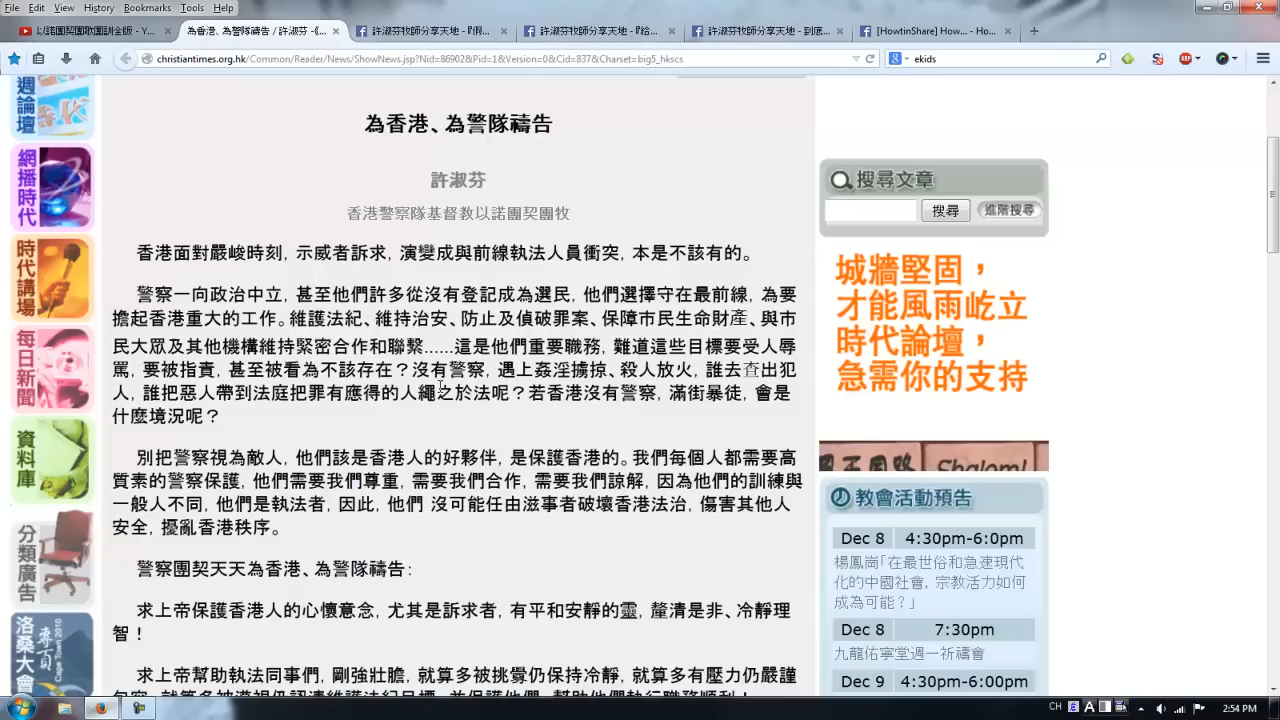 File Edit View History Bookmarks Tools Help
以諾團契團歌團訓全版 - Y...
為香港、為警隊禱告 / 許淑芬 -《...
許淑芬牧師分享天地 -
許淑芬牧師分享天地 -
許淑芬牧師分享天地 - 到底...
[HowtinShare] How... - Ho...
christiantimes.org.hk/Common/Reader/News/ShowNews.jsp?Nid=86902&Pid=1&Version=0&Cid=837&Charset=big5_hkscs
ekids
週論壇
網播時代
時代講場
每日新聞
資料庫
分類廣告
洛桑大會
專頁
Cape Town 2010
為香港、為警隊禱告
許淑芬
香港警察隊基督教以諾團契團牧
香港面對嚴峻時刻，示威者訴求，演變成與前線執法人員衝突，本是不該有的。
警察一向政治中立，甚至他們許多從沒有登記成為選民，他們選擇守在最前線，為要
擔起香港重大的工作。維護法紀、維持治安、防止及偵破罪案、保障市民生命財產、與市
民大眾及其他機構維持緊密合作和聯繫......這是他們重要職務，難道這些目標要受人辱
罵，要被指責，甚至被看為不該存在？沒有警察，遇上姦淫擄掠、殺人放火，誰去查出犯
人，誰把惡人帶到法庭把罪有應得的人繩之於法呢？若香港沒有警察，滿街暴徒，會是
什麼境況呢？
別把警察視為敵人，他們該是香港人的好夥伴，是保護香港的。我們每個人都需要高
質素的警察保護，他們需要我們尊重，需要我們合作，需要我們諒解，因為他們的訓練與
一般人不同，他們是執法者，因此，他們 沒可能任由滋事者破壞香港法治，傷害其他人
安全，擾亂香港秩序。
警察團契天天為香港、為警隊禱告：
求上帝保護香港人的心懷意念，尤其是訴求者，有平和安靜的靈，釐清是非、冷靜理
智！
求上帝幫助執法同事們，剛強壯膽，就算多被挑釁仍保持冷靜，就算多有壓力仍嚴謹
搜尋文章
搜尋 進階搜尋
城牆堅固，
才能風雨屹立
時代論壇，
急需你的支持
Shalom!
教會活動預告
Dec 8 4:30pm-6:0pm
楊鳳崗「在最世俗和急速現代
化的中國社會，宗教活力如何
成為可能？」
Dec 8 7:30pm
九龍佑寧堂週一祈禱會
Dec 9 4:30pm-6:00pm
CH
2:54 PM